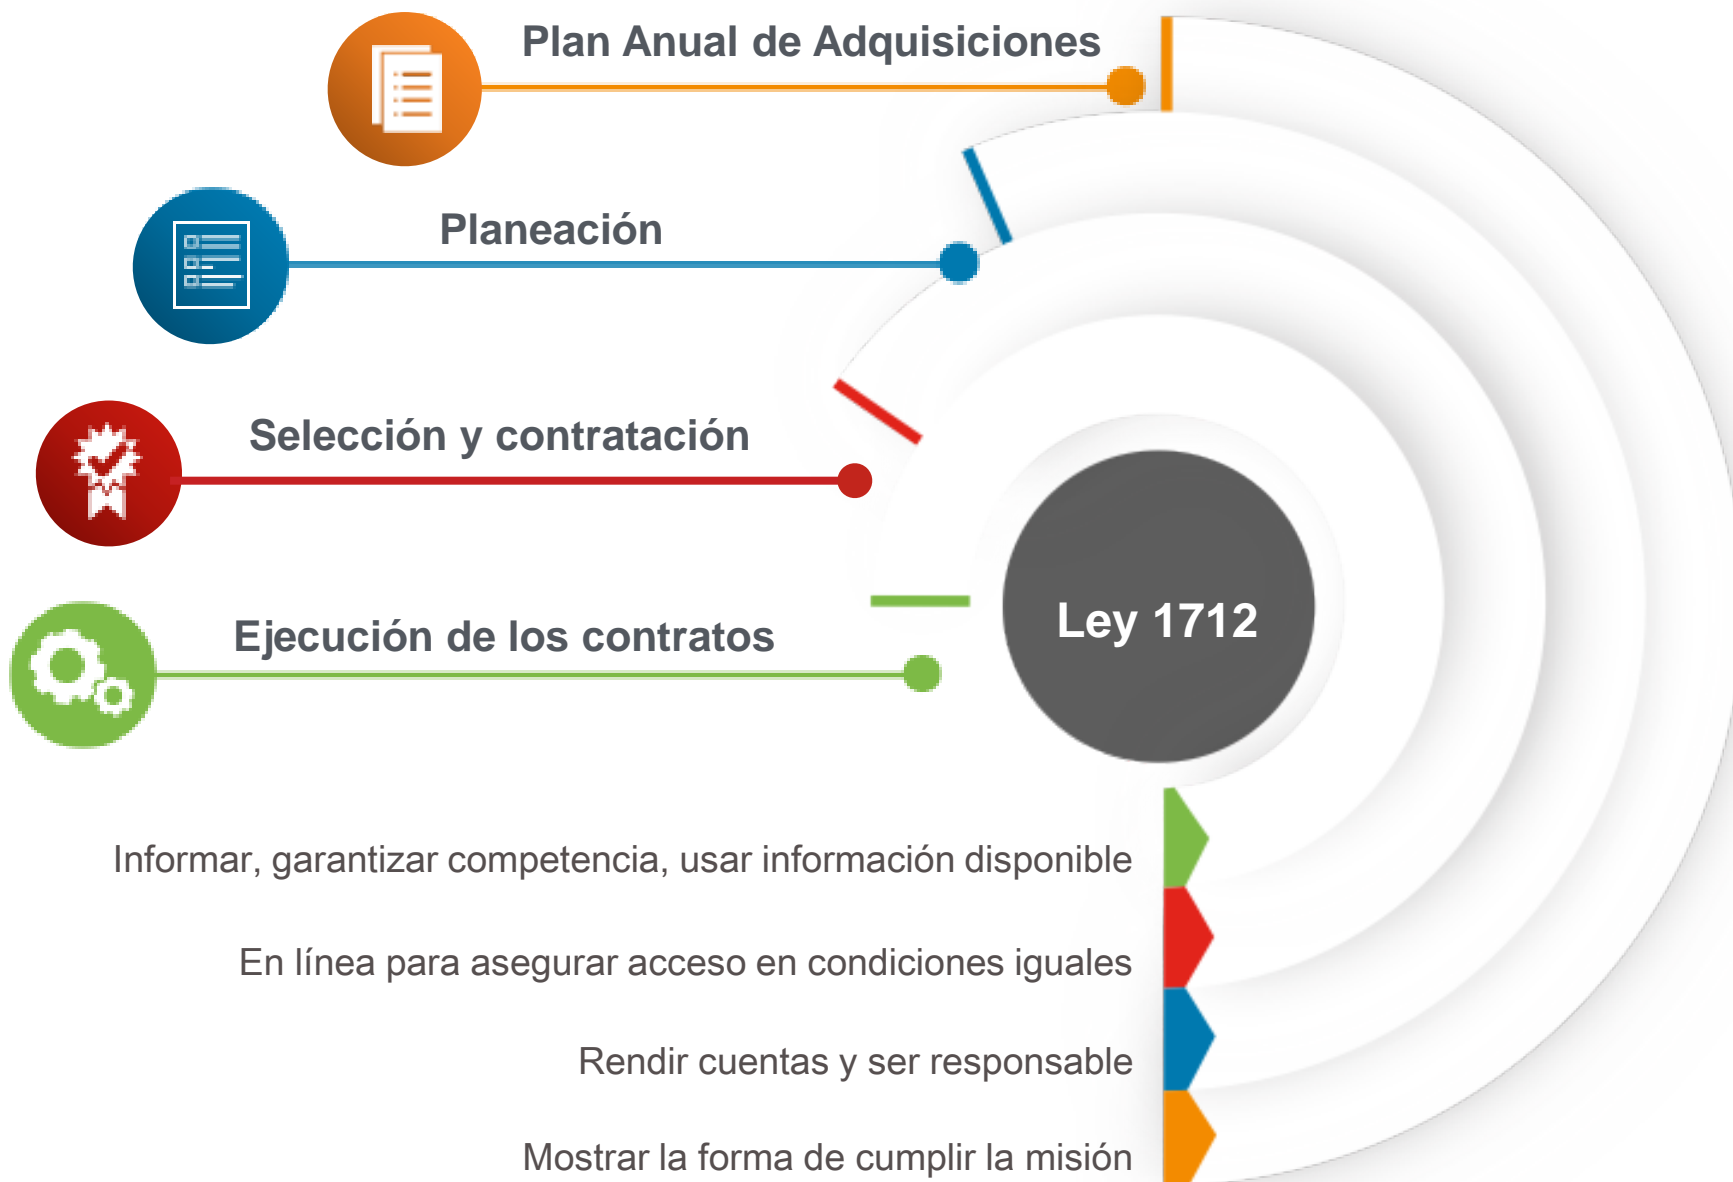 Plan Anual de Adquisiciones
Planeación
Selección y contratación
Ejecución de los contratos
Ley 1712
Informar, garantizar competencia, usar información disponible
En línea para asegurar acceso en condiciones iguales
Rendir cuentas y ser responsable
Mostrar la forma de cumplir la misión